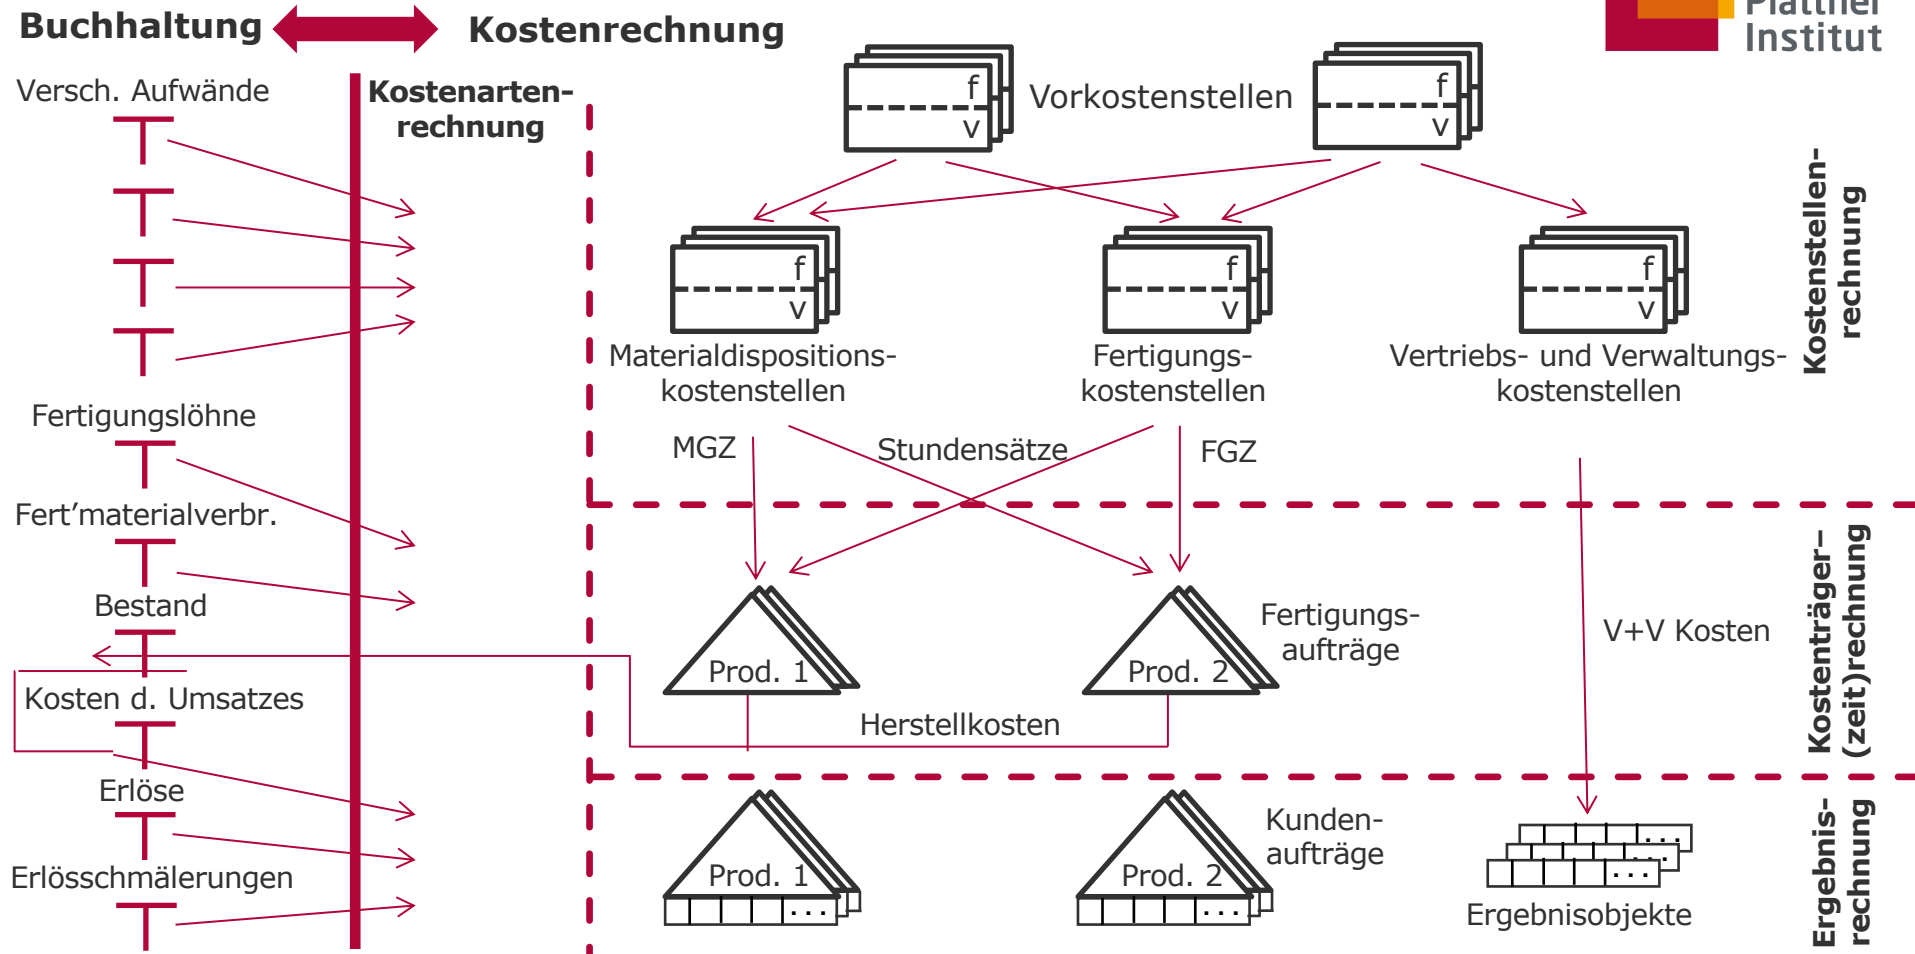 Buchhaltung
Kostenrechnung
Plattner
Institut
Versch. Aufwände
Kostenarten-
rechnung
f
v
Vorkostenstellen
f
v
Kostenstellen-
rechnung
f
v
f
v
f
v
Materialdispositions-
kostenstellen
Fertigungs-
kostenstellen
Vertriebs- und Verwaltungs-
kostenstellen
Fertigungslöhne
MGZ
Stundensätze
FGZ
Fert’materialverbr.
Bestand
Prod. 1
Prod. 2
Fertigungs-
aufträge
V+V Kosten
Kostenträger–
(zeit)rechnung
Kosten d. Umsatzes
Herstellkosten
Erlöse
Prod. 1
...
Prod. 2
...
Kunden-
aufträge
...
...
...
Ergebnisobjekte
Ergebnis-
rechnung
Erlösschmälerungen